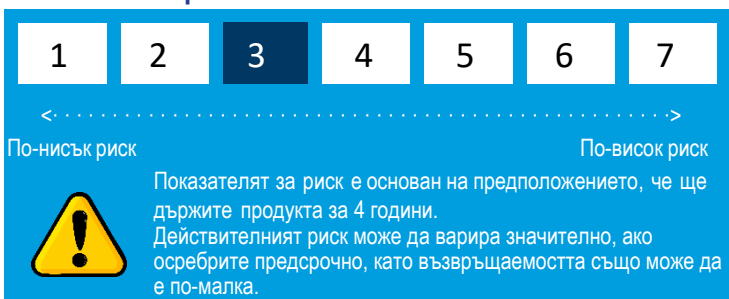 1 2 3 4 5 6 7
<· · · · · · · · · · · · · · · · · · · · · · · · · · · · · · · · · · · · · · · · · · · · · · · · · · · · · · · · · ·>
По-нисък риск По-висок риск
Показателят за риск е основан на предположението, че ще
държите продукта за 4 години.
Действителният риск може да варира значително, ако
осребрите предсрочно, като възвръщаемостта също може да
е по-малка.